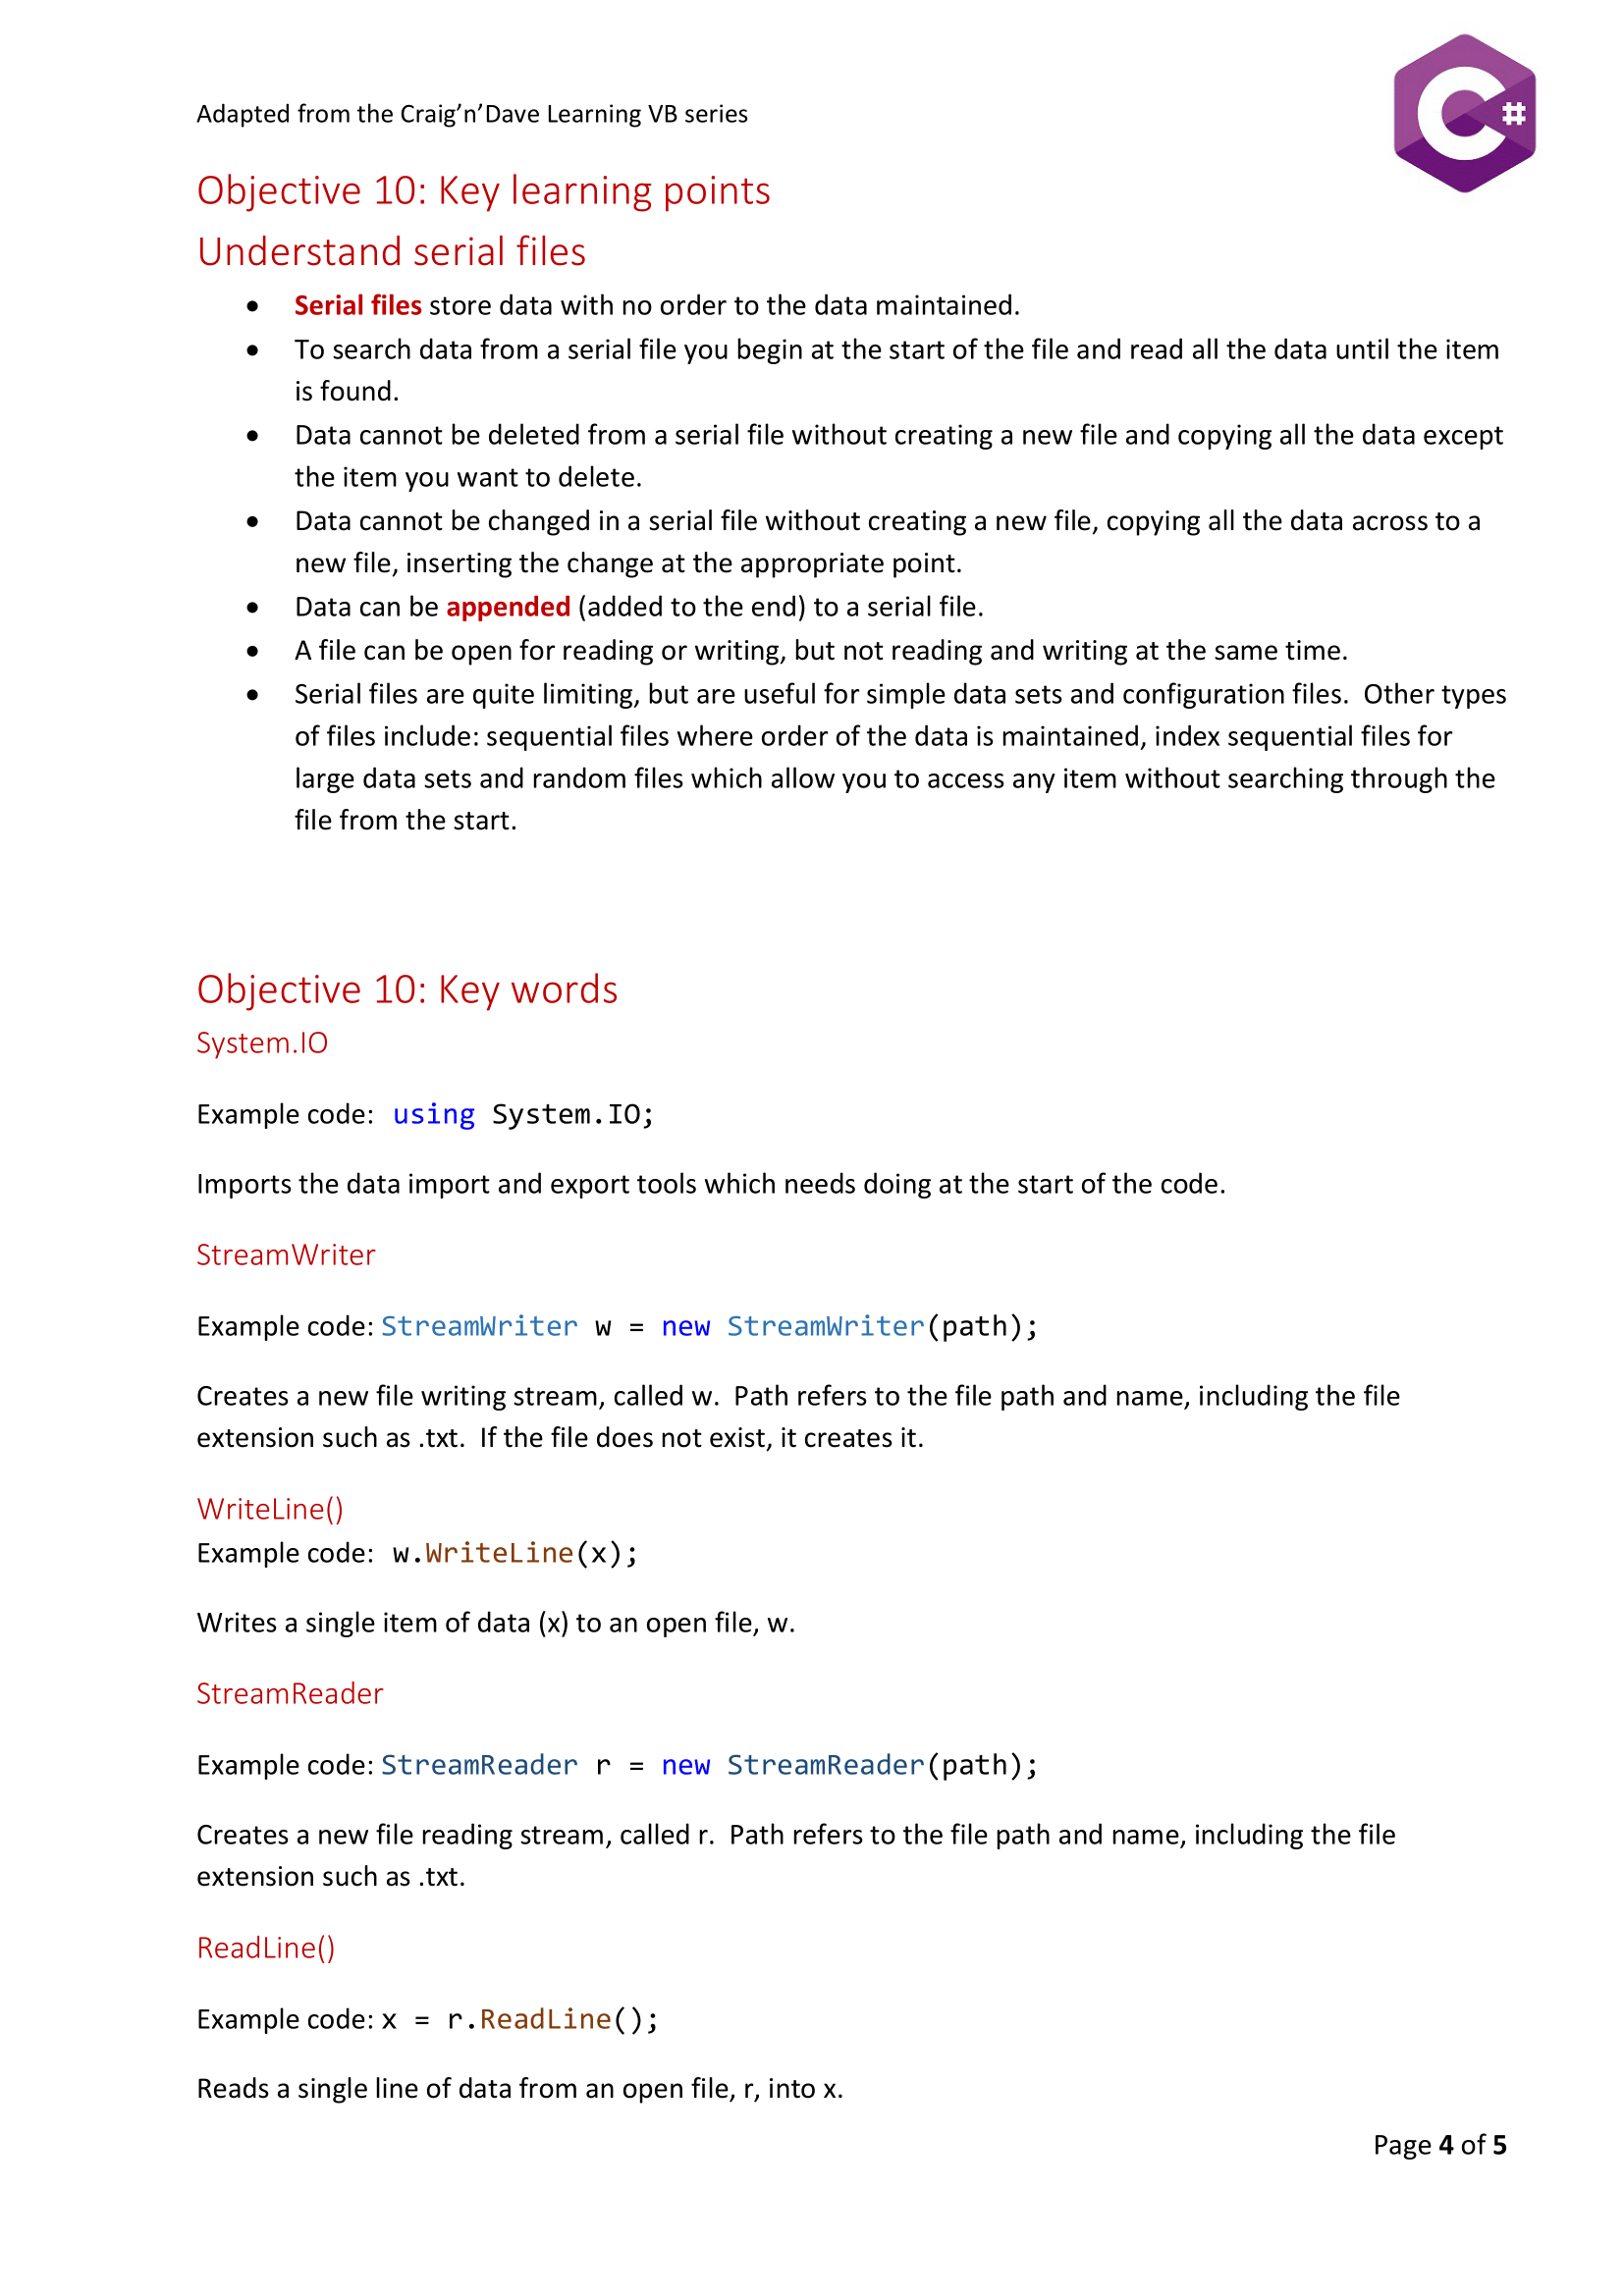 Adapted from the Craig’n’Dave Learning VB series
C#
Objective 10: Key learning points
Understand serial files
• Serial files store data with no order to the data maintained.
• To search data from a serial file you begin at the start of the file and read all the data until the item
is found.
• Data cannot be deleted from a serial file without creating a new file and copying all the data except
the item you want to delete.
• Data cannot be changed in a serial file without creating a new file, copying all the data across to a
new file, inserting the change at the appropriate point.
• Data can be appended (added to the end) to a serial file.
• A file can be open for reading or writing, but not reading and writing at the same time.
• Serial files are quite limiting, but are useful for simple data sets and configuration files.  Other types
of files include: sequential files where order of the data is maintained, index sequential files for
large data sets and random files which allow you to access any item without searching through the
file from the start.
Objective 10: Key words
System.IO
Example code: using System.IO;
Imports the data import and export tools which needs doing at the start of the code.
StreamWriter
Example code: StreamWriter w = new StreamWriter(path);
Creates a new file writing stream, called w.  Path refers to the file path and name, including the file
extension such as .txt.  If the file does not exist, it creates it.
WriteLine()
Example code: w.WriteLine(x);
Writes a single item of data (x) to an open file, w.
StreamReader
Example code: StreamReader r = new StreamReader(path);
Creates a new file reading stream, called r.  Path refers to the file path and name, including the file
extension such as .txt.
ReadLine()
Example code: x = r.ReadLine();
Reads a single line of data from an open file, r, into x.
Page 4 of 5